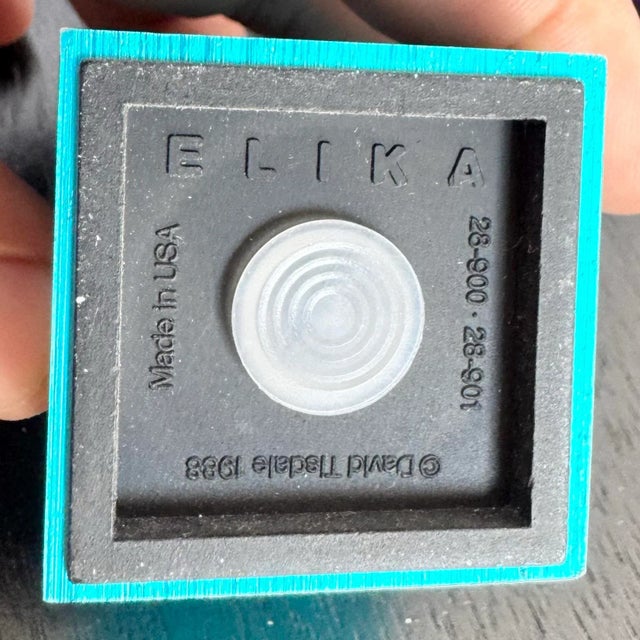 ELIKA
28-900 · 28-901
© David Tisdale 1988
Made in USA